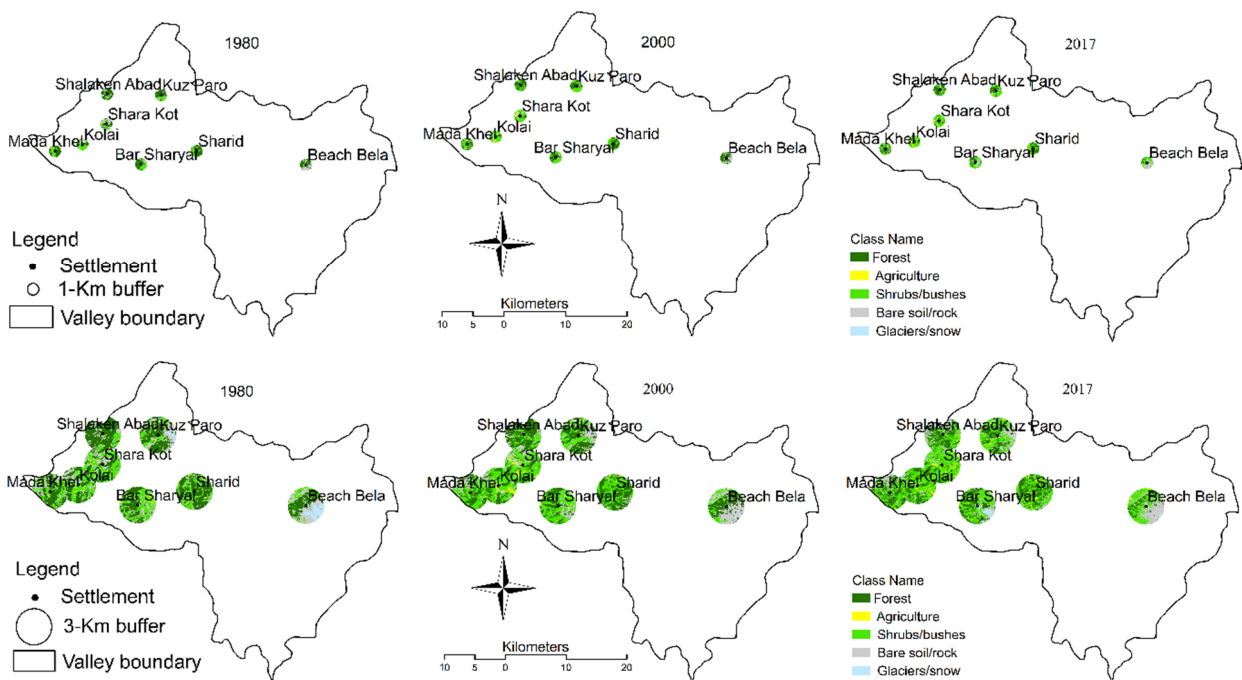 1980
Shalaken Abad Kuz Paro
Shara Kot
Mada Khel Kolai
Bar Sharyal Sharid
Beach Bela
Legend
Settlement
1-Km buffer
Valley boundary
2000
Shalaken Abad Kuz Paro
Shara Kot
Mada Khel Kolai
Bar Sharyal Sharid
Beach Bela
N
Kilometers
10 5 0 10 20
2017
Shalaken Abad Kuz Paro
Shara Kot
Mada Khel Kolai
Bar Sharyal Sharid
Beach Bela
Class Name
Forest
Agriculture
Shrubs/bushes
Bare soil/rock
Glaciers/snow
1980
Shalaken Abad Kuz Paro
Shara Kot
Mada Khel Kolai
Bar Sharyal Sharid
Beach Bela
Legend
Settlement
3-Km buffer
Valley boundary
2000
Shalaken Abad Kuz Paro
Shara Kot
Mada Khel Kolai
Bar Sharyal Sharid
Beach Bela
N
Kilometers
10 5 0 10 20
2017
Shalaken Abad Kuz Paro
Shara Kot
Mada Khel Kolai
Bar Sharyal Sharid
Beach Bela
Class Name
Forest
Agriculture
Shrubs/bushes
Bare soil/rock
Glaciers/snow